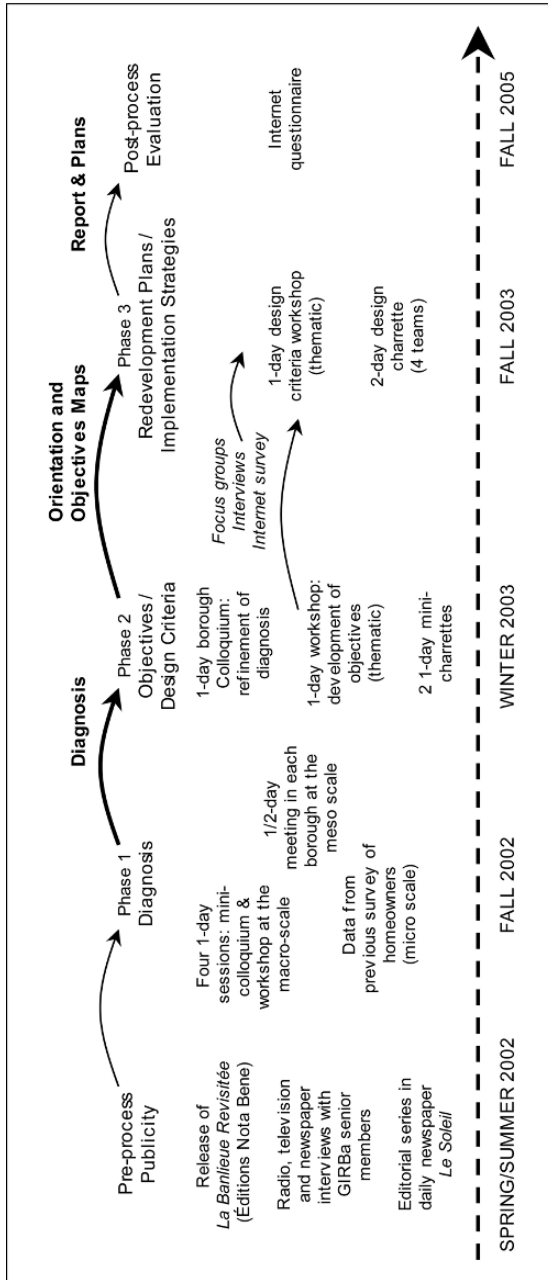 Diagnosis
Orientation and
Objectives Maps
Report & Plans
Pre-process
Publicity
Phase 1
Diagnosis
Phase 2
Objectives /
Design Criteria
Phase 3
Redevelopment Plans /
Implementation Strategies
Post-process
Evaluation
Release of
La Banlieue Revisitée
(Éditions Nota Bene)
Radio, television
and newspaper
interviews with
GIRBa senior
members
Editorial series in
daily newspaper
Le Soleil
Four 1-day
sessions: mini-
colloquium &
workshop at the
macro-scale
1/2-day
meeting in each
borough at the
meso scale
Data from
previous survey of
homeowners
(micro scale)
1-day borough
Colloquium:
refinement of
diagnosis
1-day workshop:
development of
objectives
(thematic)
2 1-day mini-
charrettes
Focus groups
Interviews
Internet survey
1-day design
criteria workshop
(thematic)
2-day design
charrette
(4 teams)
Internet
questionnaire
SPRING/SUMMER 2002
FALL 2002
WINTER 2003
FALL 2003
FALL 2005